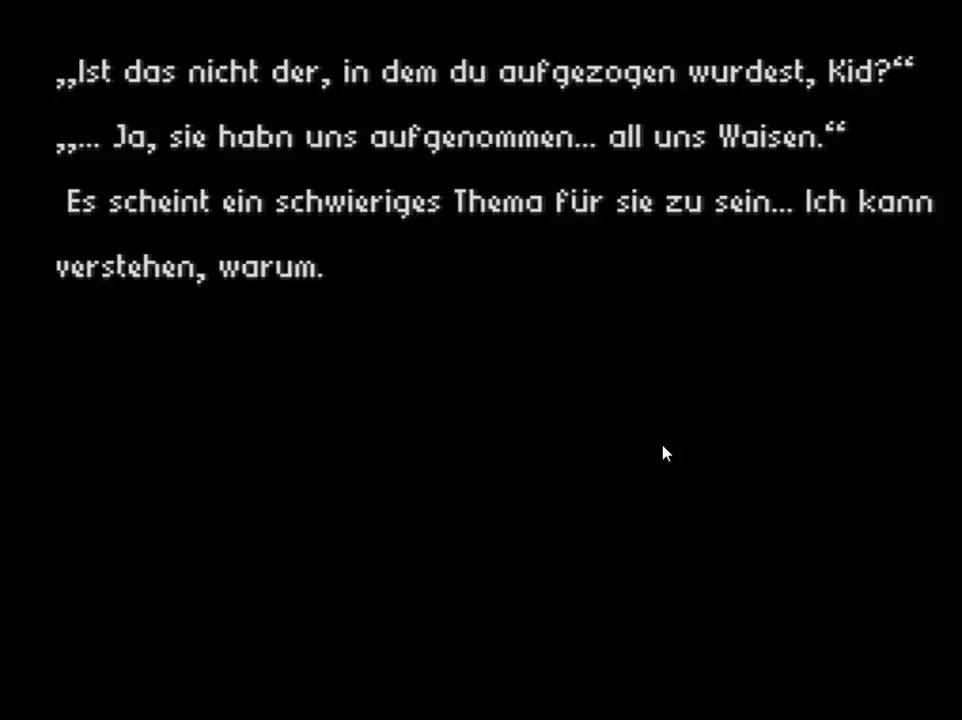 „Ist das nicht der, in dem du aufgezogen wurdest, Kid?“
„... Ja, sie habn uns aufgenommen... all uns Waisen.“
Es scheint ein schwieriges Thema für sie zu sein... Ich kann
verstehen, warum.